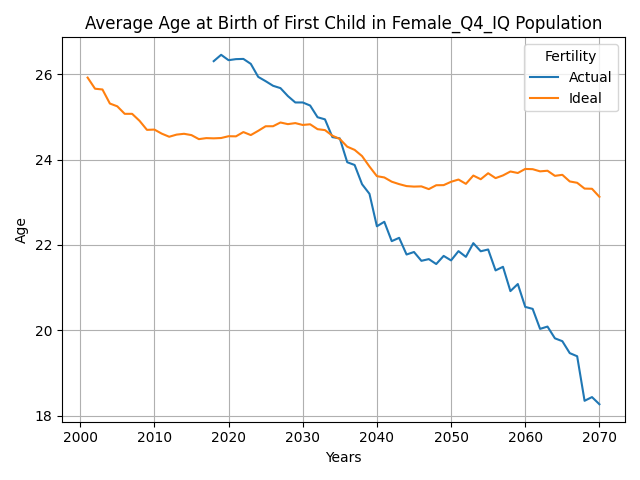 Average Age at Birth of First Child in Female_Q4_IQ Population
Fertility
Actual
Ideal
Age
26
24
22
20
18
2000 2010 2020 2030 2040 2050 2060 2070
Years